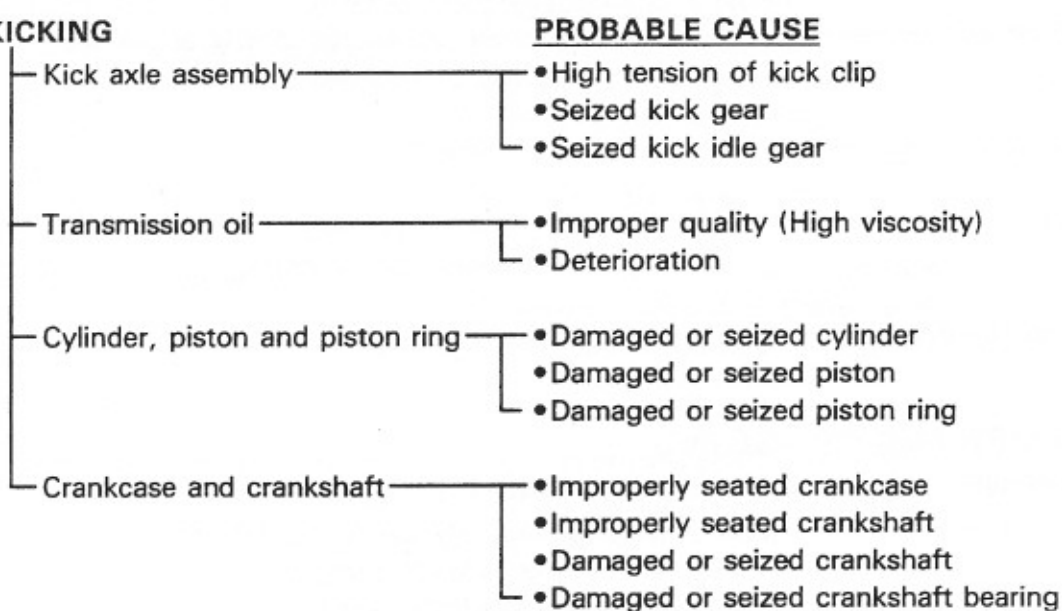 KICKING PROBABLE CAUSE
Kick axle assembly •High tension of kick clip
•Seized kick gear
•Seized kick idle gear
Transmission oil •Improper quality (High viscosity)
•Deterioration
Cylinder, piston and piston ring •Damaged or seized cylinder
•Damaged or seized piston
•Damaged or seized piston ring
Crankcase and crankshaft •Improperly seated crankcase
•Improperly seated crankshaft
•Damaged or seized crankshaft
•Damaged or seized crankshaft bearing